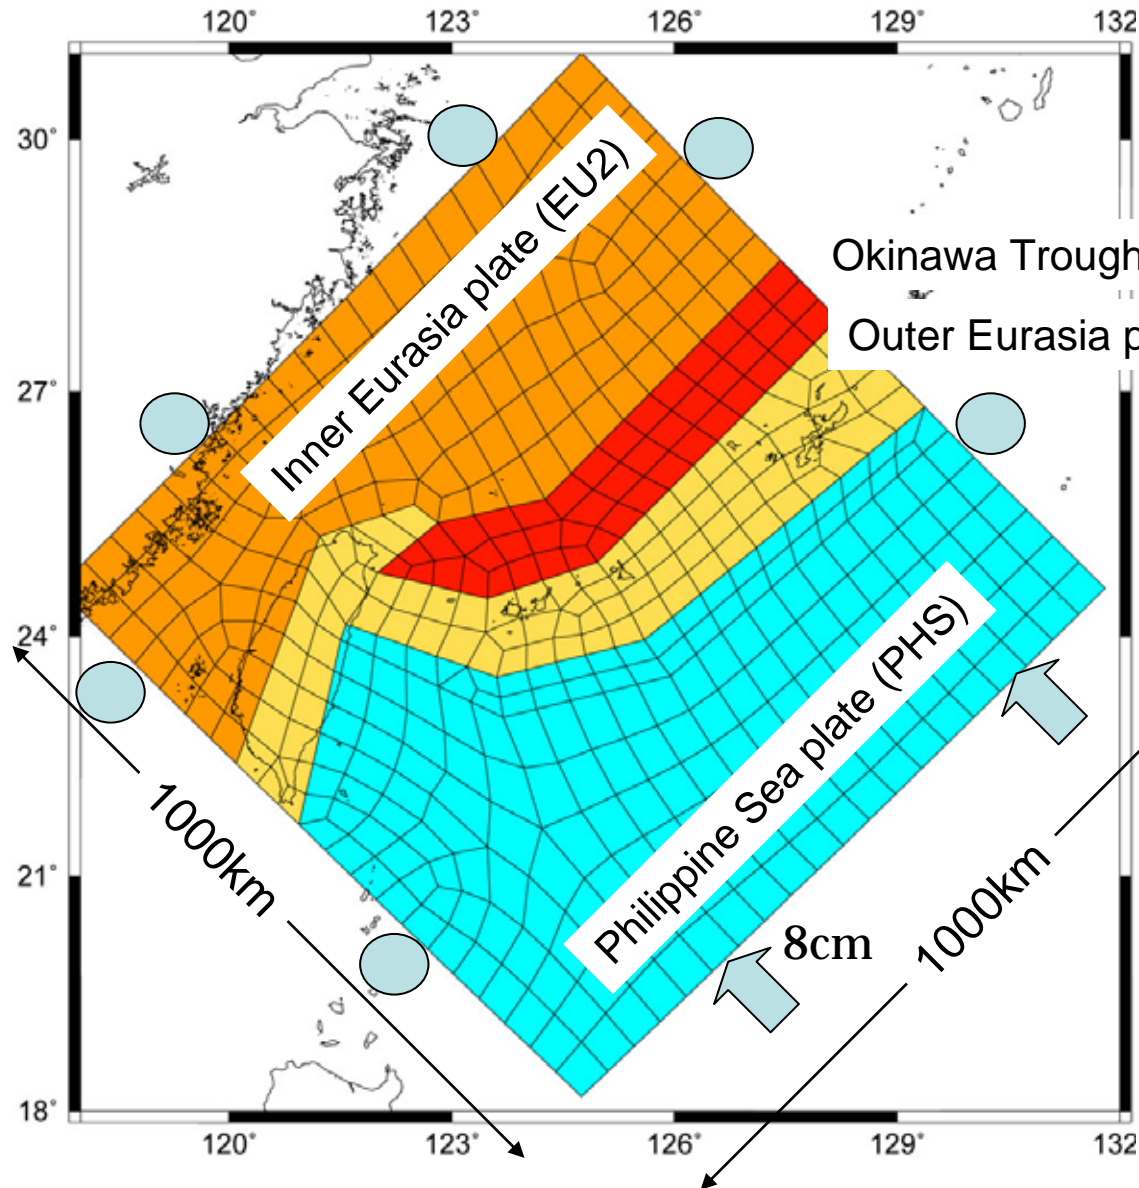 120° 123° 126° 129° 132
30°
27°
24°
21°
18°
Inner Eurasia plate (EU2)
Okinawa Trough
Outer Eurasia p
Philippine Sea plate (PHS)
1000km
8cm
1000km
120° 123° 126° 129° 132